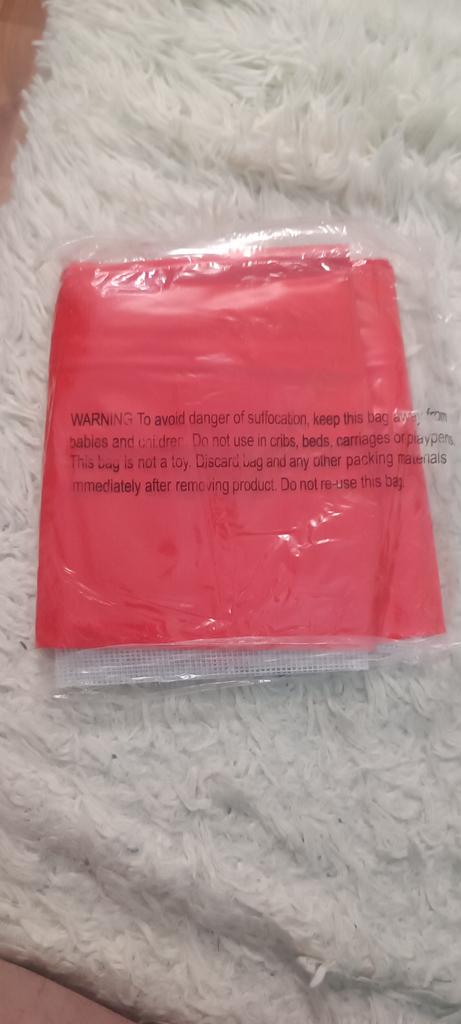 WARNING To avoid danger of suffocation, keep this bag away from
babies and children. Do not use in cribs, beds, carriages or playpens.
This bag is not a toy. Discard bag and any other packing materials
immediately after removing product. Do not re-use this bag.